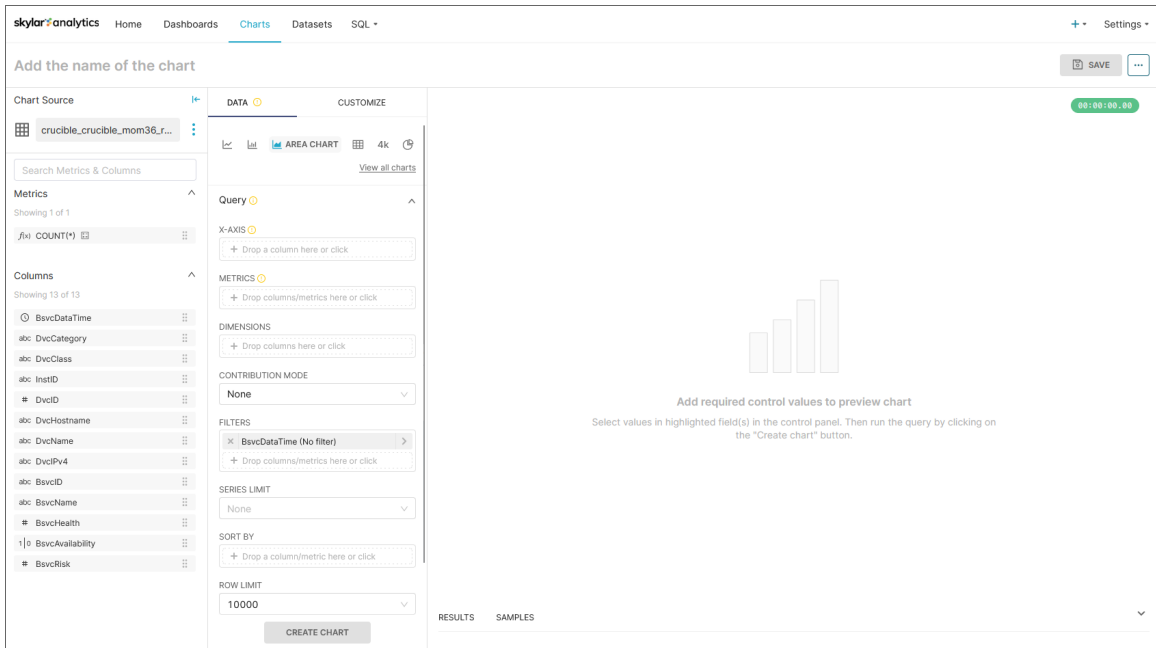 skylar analytics Home Dashboards Charts Datasets SQL Settings
Add the name of the chart SAVE
Chart Source
crucible_crucible_mom36_r...
Search Metrics & Columns
Metrics
Showing 1 of 1
f(x) COUNT(*)
Columns
Showing 13 of 13
BsvcDataTime
abc DvcCategory
abc DvcClass
abc InstID
# DvcID
abc DvcHostname
abc DvcName
abc DvcIPv4
abc BsvcID
abc BsvcName
# BsvcHealth
1|0 BsvcAvailability
# BsvcRisk
DATA CUSTOMIZE
AREA CHART 4k
View all charts
Query
X-AXIS
+ Drop a column here or click
METRICS
+ Drop columns/metrics here or click
DIMENSIONS
+ Drop columns here or click
CONTRIBUTION MODE
None
FILTERS
× BsvcDataTime (No filter)
+ Drop columns/metrics here or click
SERIES LIMIT
None
SORT BY
+ Drop a column/metric here or click
ROW LIMIT
10000
CREATE CHART
00:00:00.00
Add required control values to preview chart
Select values in highlighted field(s) in the control panel. Then run the query by clicking on
the "Create chart" button.
RESULTS SAMPLES